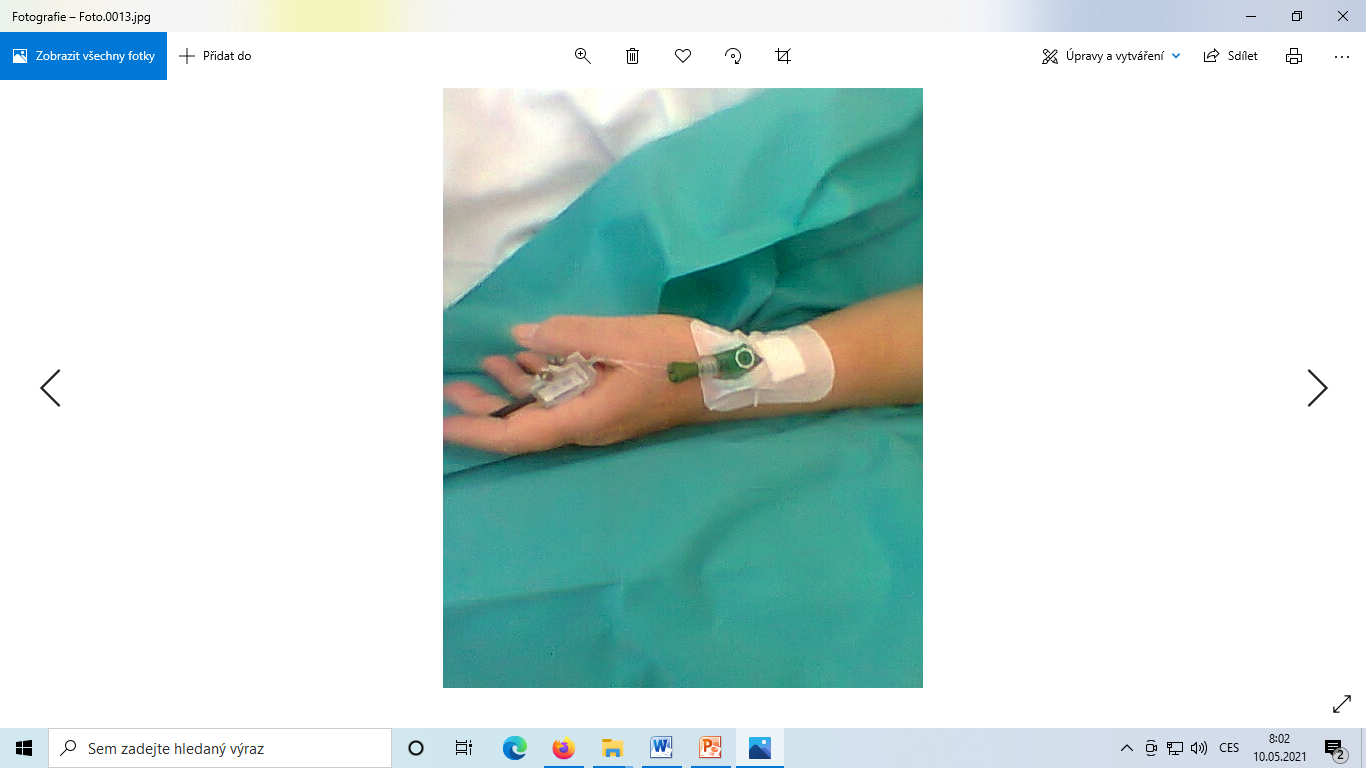 Fotografie – Foto.0013.jpg
Zobrazit všechny fotky
Přidat do
Úpravy a vytváření
Sdílet
Sem zadejte hledaný výraz
CES
8:02
10.05.2021
2